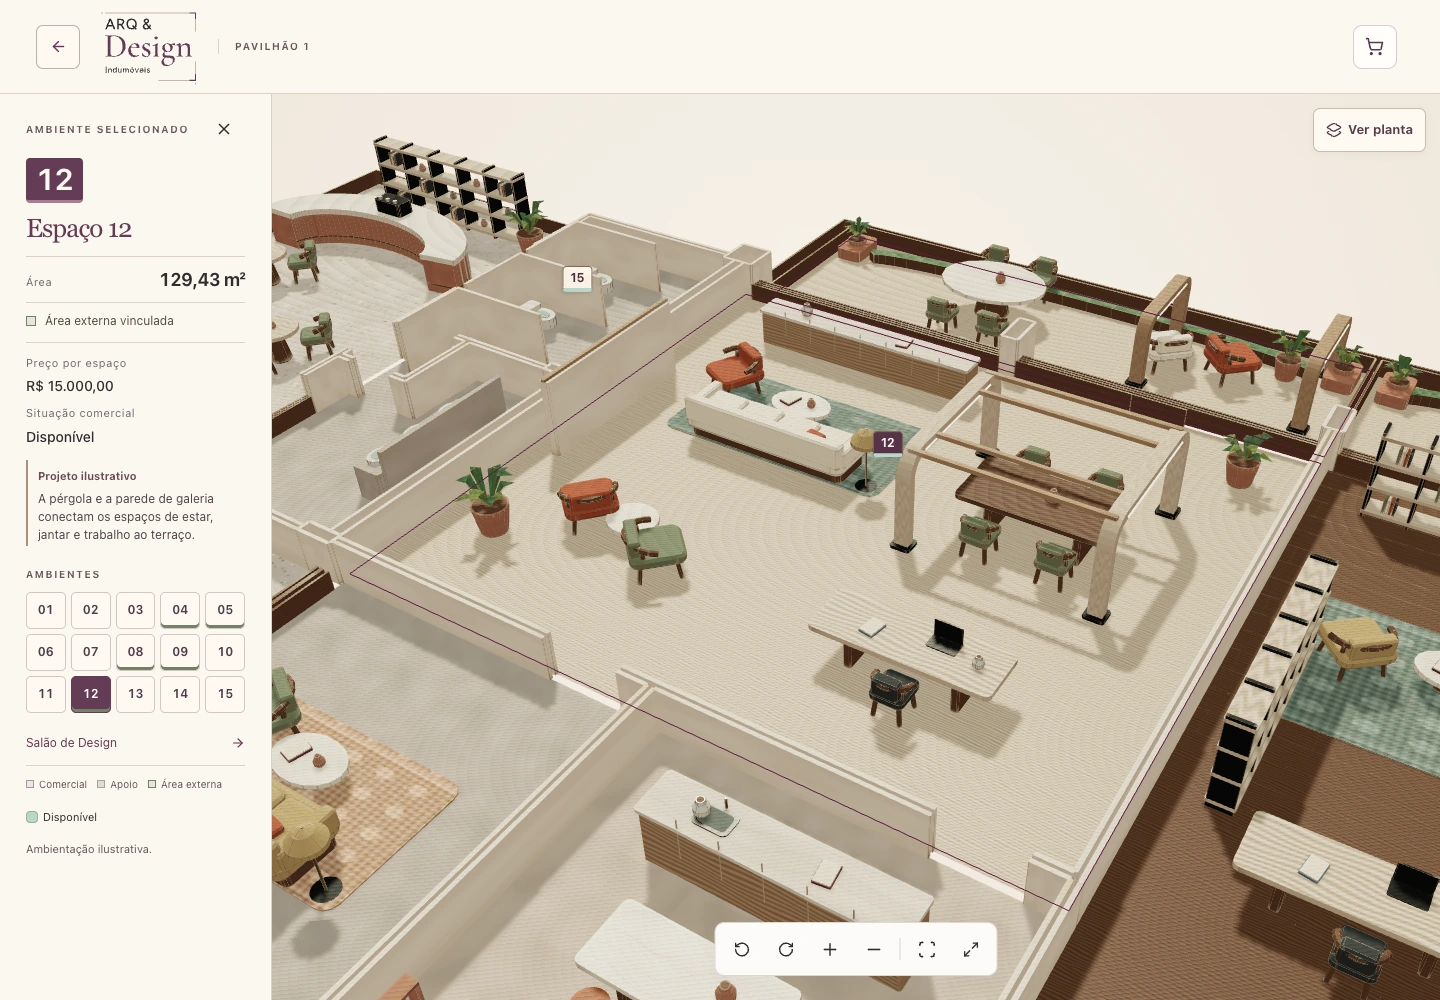 ARQ &
Design
Indumóveis
PAVILHÃO 1
Ver planta
AMBIENTE SELECIONADO
12
Espaço 12
Área 129,43 m²
Área externa vinculada
Preço por espaço
R$ 15.000,00
Situação comercial
Disponível
Projeto ilustrativo
A pérgola e a parede de galeria
conectam os espaços de estar,
jantar e trabalho ao terraço.
AMBIENTES
01 02 03 04 05
06 07 08 09 10
11 12 13 14 15
Salão de Design
Comercial Apoio Área externa
Disponível
Ambientação ilustrativa.
15
12